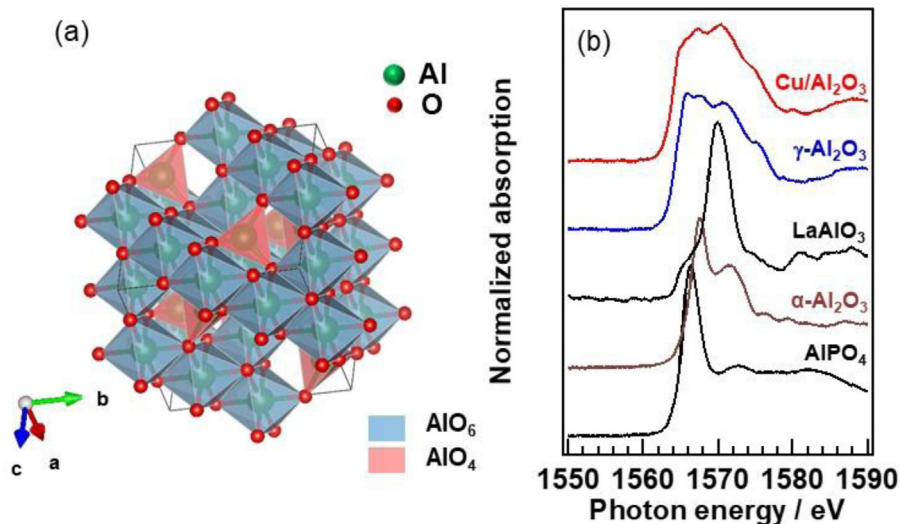 (a)
Al
O
b
c
a
AlO₆
AlO₄
(b)
Normalized absorption
Cu/Al₂O₃
γ-Al₂O₃
LaAlO₃
α-Al₂O₃
AlPO₄
1550 1560 1570 1580 1590
Photon energy / eV